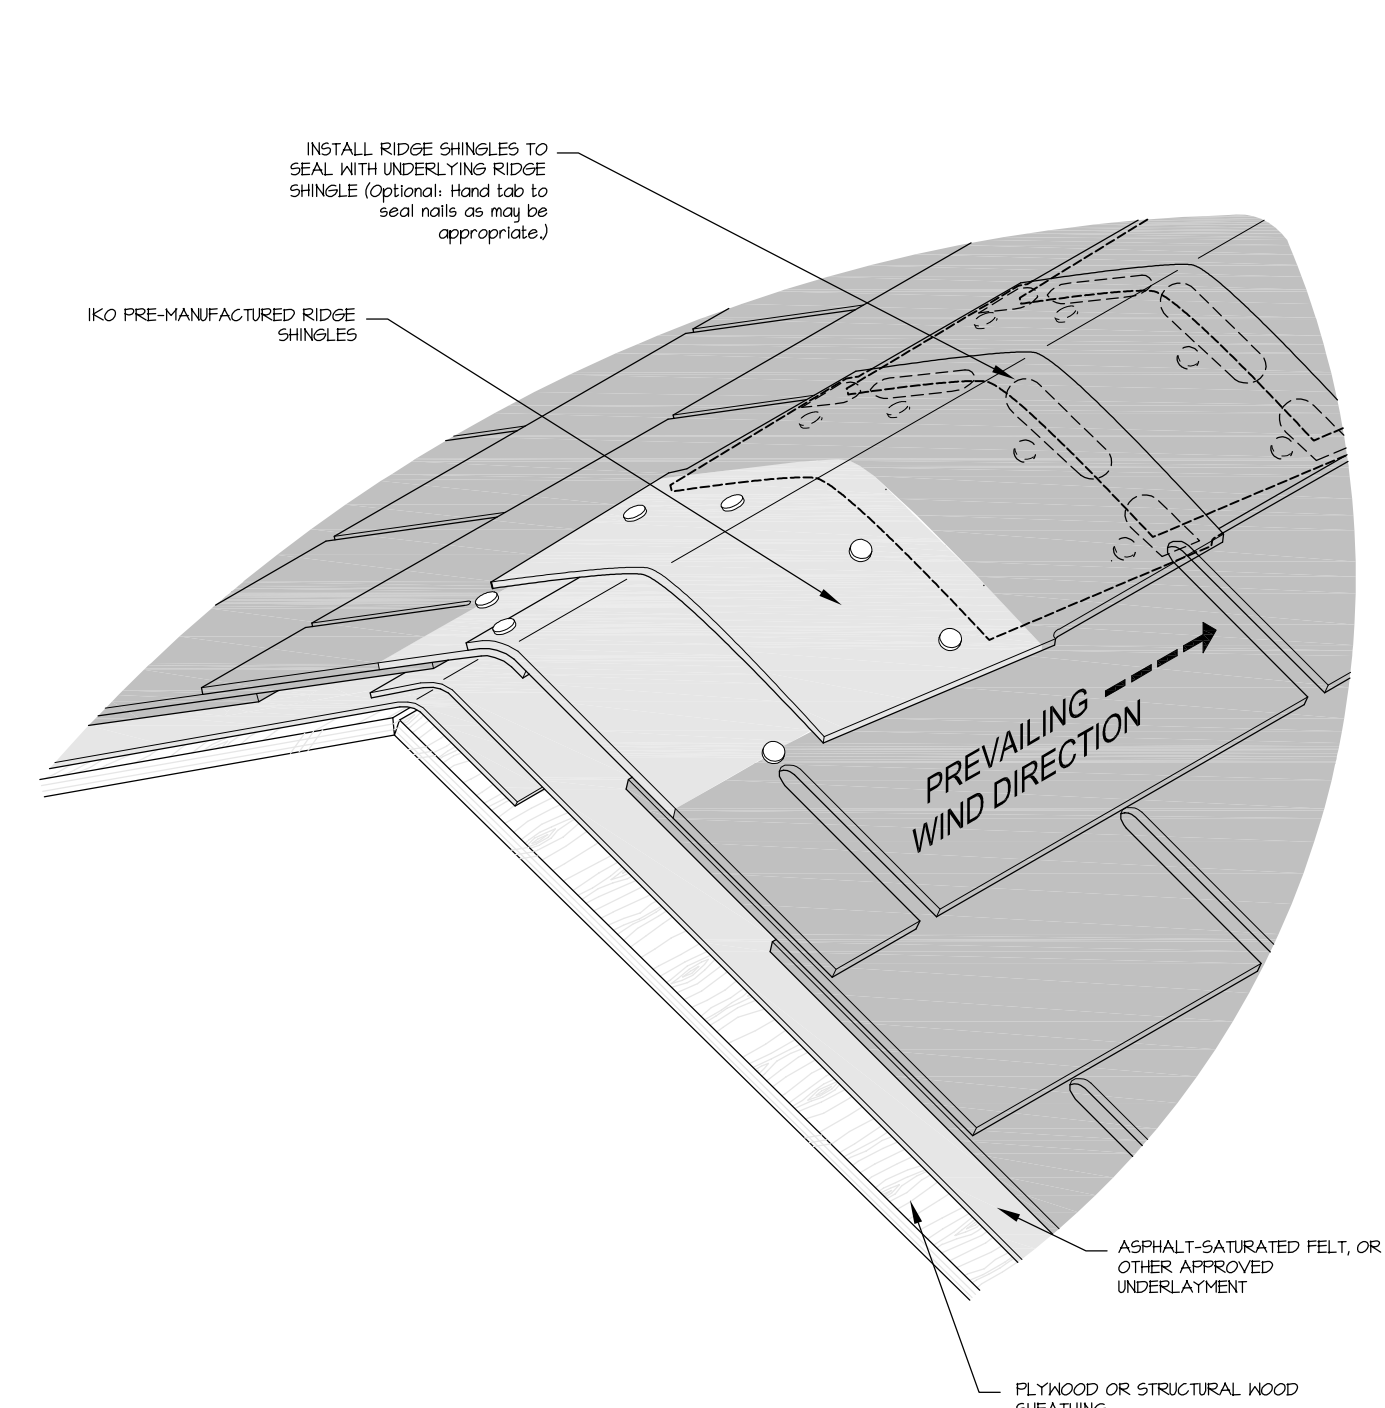 INSTALL RIDGE SHINGLES TO
SEAL WITH UNDERLYING RIDGE
SHINGLE (Optional: Hand tab to
seal nails as may be
appropriate.)
IKO PRE-MANUFACTURED RIDGE
SHINGLES
PREVAILING
WIND DIRECTION
ASPHALT-SATURATED FELT, OR
OTHER APPROVED
UNDERLAYMENT
PLYWOOD OR STRUCTURAL WOOD